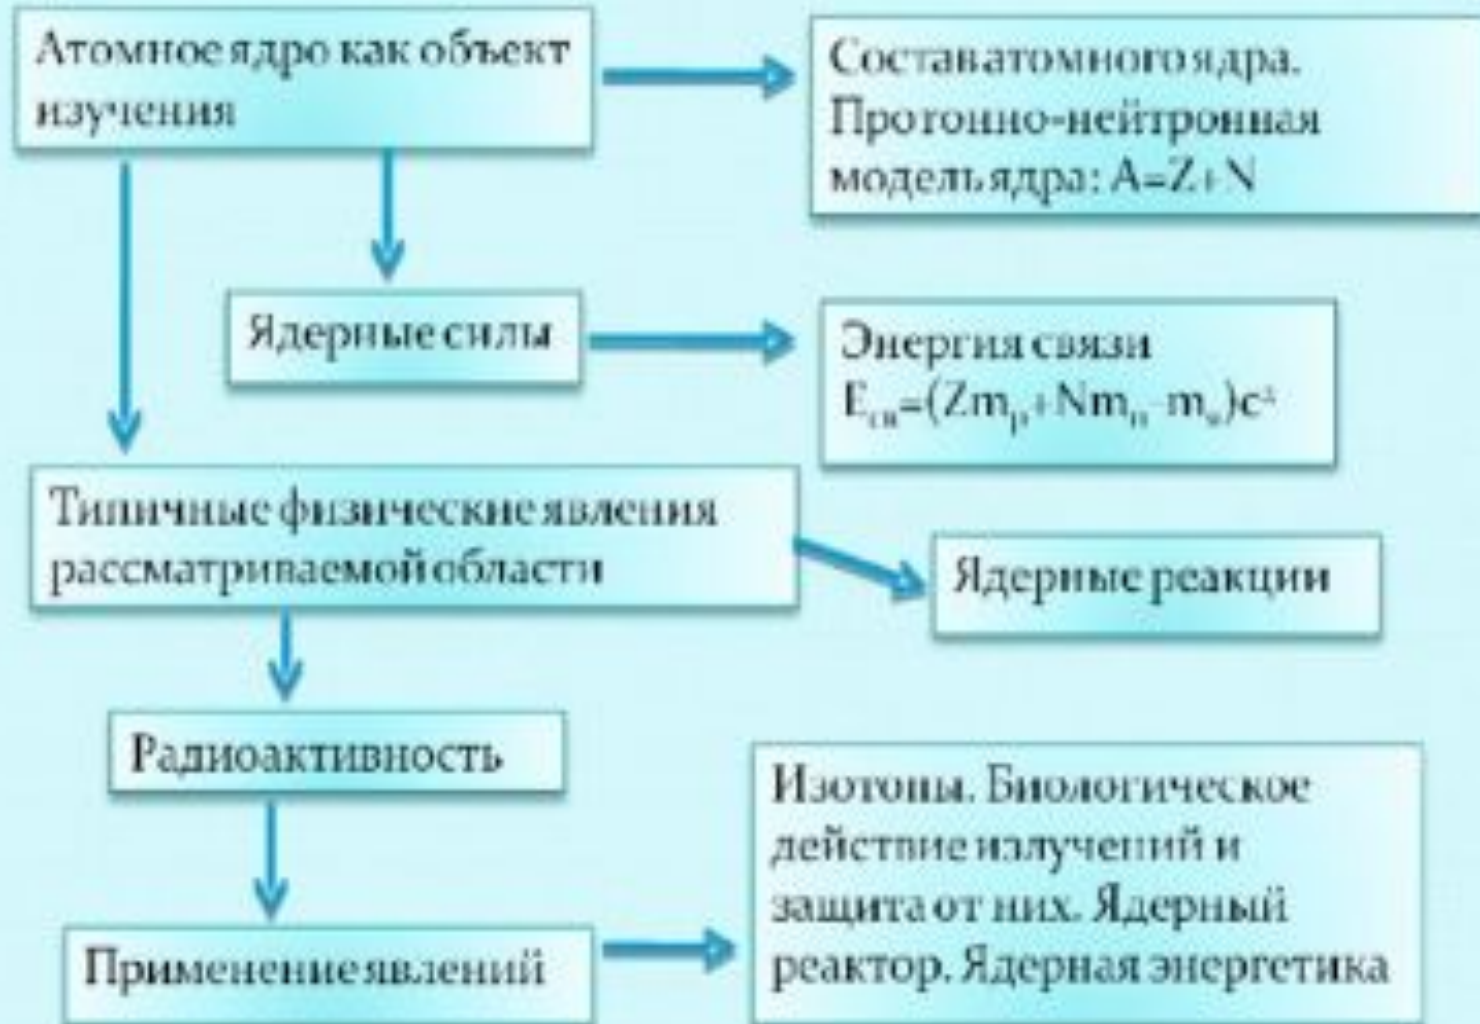 Атомное ядро как объект
изучения
Состав атомного ядра.
Протонно-нейтронная
модель ядра: A=Z+N
Ядерные силы
Энергия связи
Eсв=(Zmp+Nmn-mя)c²
Типичные физические явления
рассматриваемой области
Ядерные реакции
Радиоактивность
Изотопы. Биологическое
действие излучений и
защита от них. Ядерный
реактор. Ядерная энергетика
Применение явлений